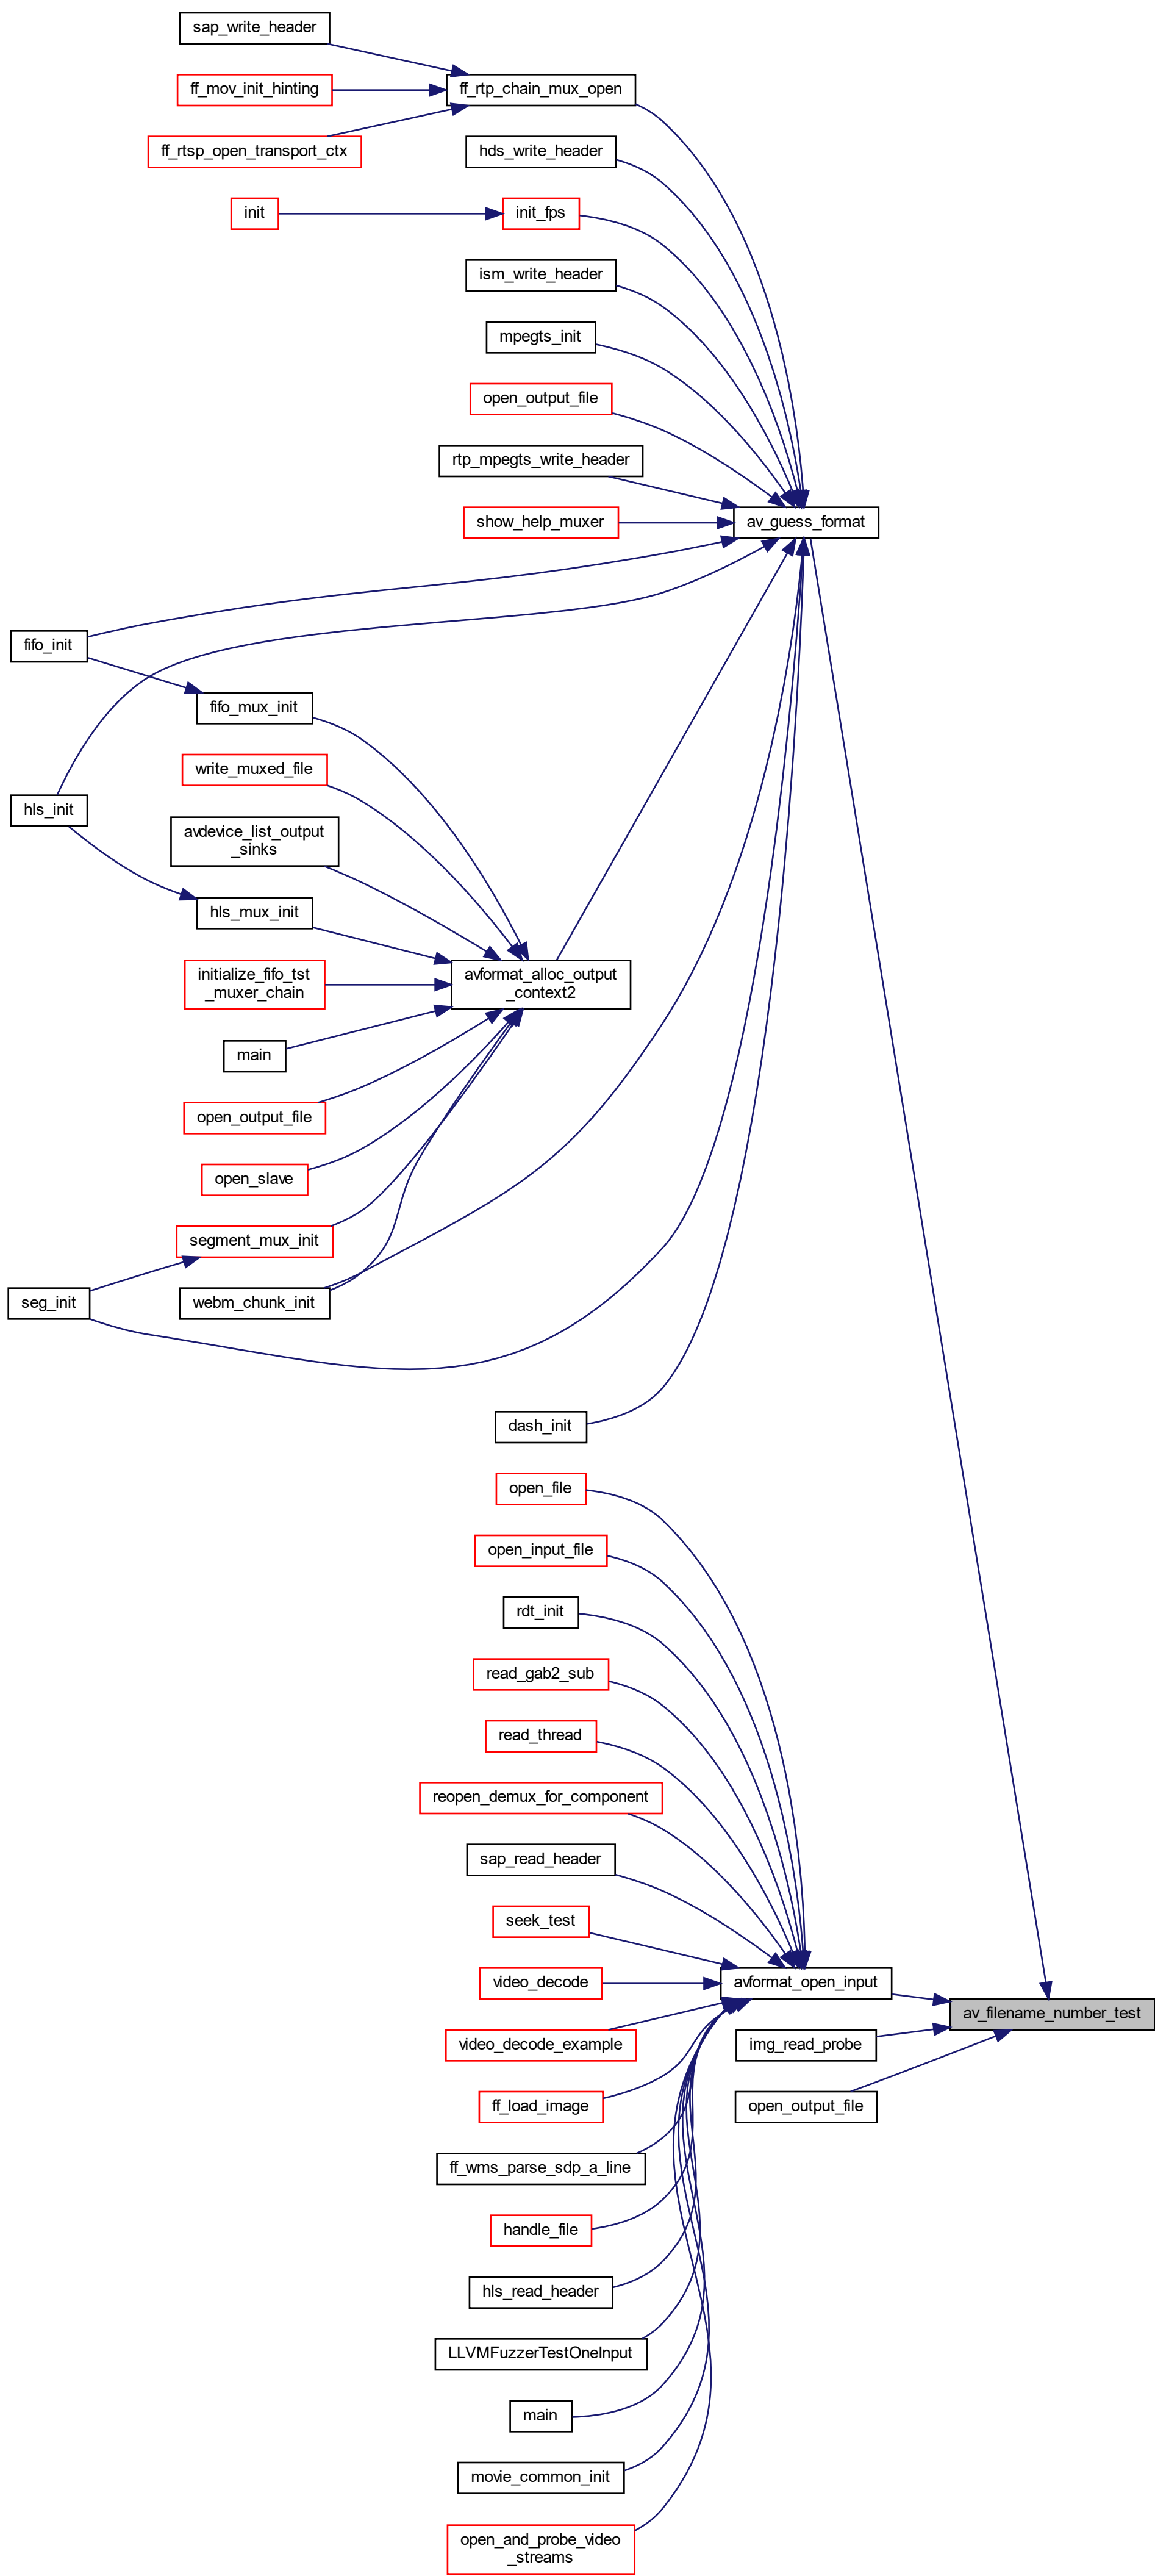 sap_write_header
ff_mov_init_hinting
ff_rtp_chain_mux_open
ff_rtsp_open_transport_ctx
hds_write_header
init
init_fps
ism_write_header
mpegts_init
open_output_file
rtp_mpegts_write_header
show_help_muxer
av_guess_format
fifo_init
fifo_mux_init
write_muxed_file
hls_init
avdevice_list_output
_sinks
hls_mux_init
initialize_fifo_tst
_muxer_chain
avformat_alloc_output
_context2
main
open_output_file
open_slave
segment_mux_init
seg_init
webm_chunk_init
dash_init
open_file
open_input_file
rdt_init
read_gab2_sub
read_thread
reopen_demux_for_component
sap_read_header
seek_test
video_decode
avformat_open_input
av_filename_number_test
video_decode_example
img_read_probe
ff_load_image
open_output_file
ff_wms_parse_sdp_a_line
handle_file
hls_read_header
LLVMFuzzerTestOneInput
main
movie_common_init
open_and_probe_video
_streams